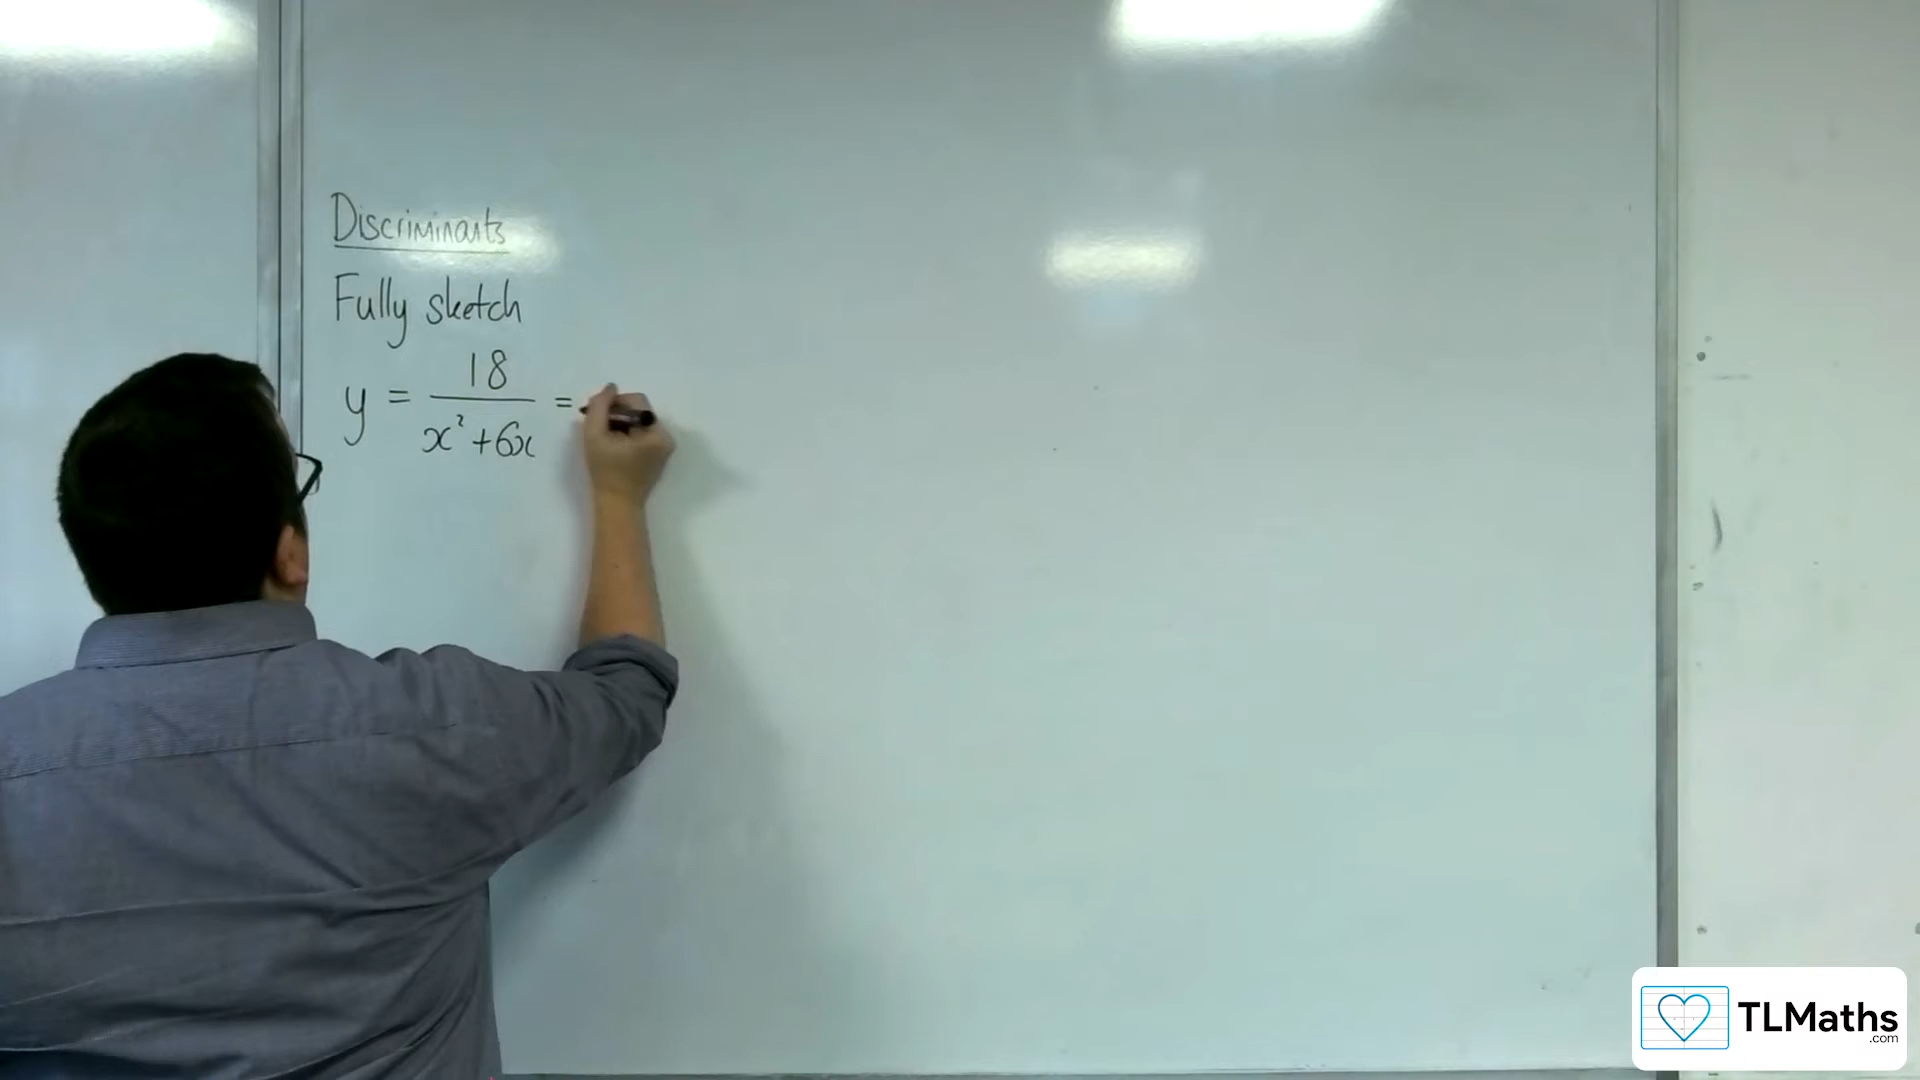 Discriminants
Fully sketch
y = 18/(x² + 6x) =
TLMaths
.com